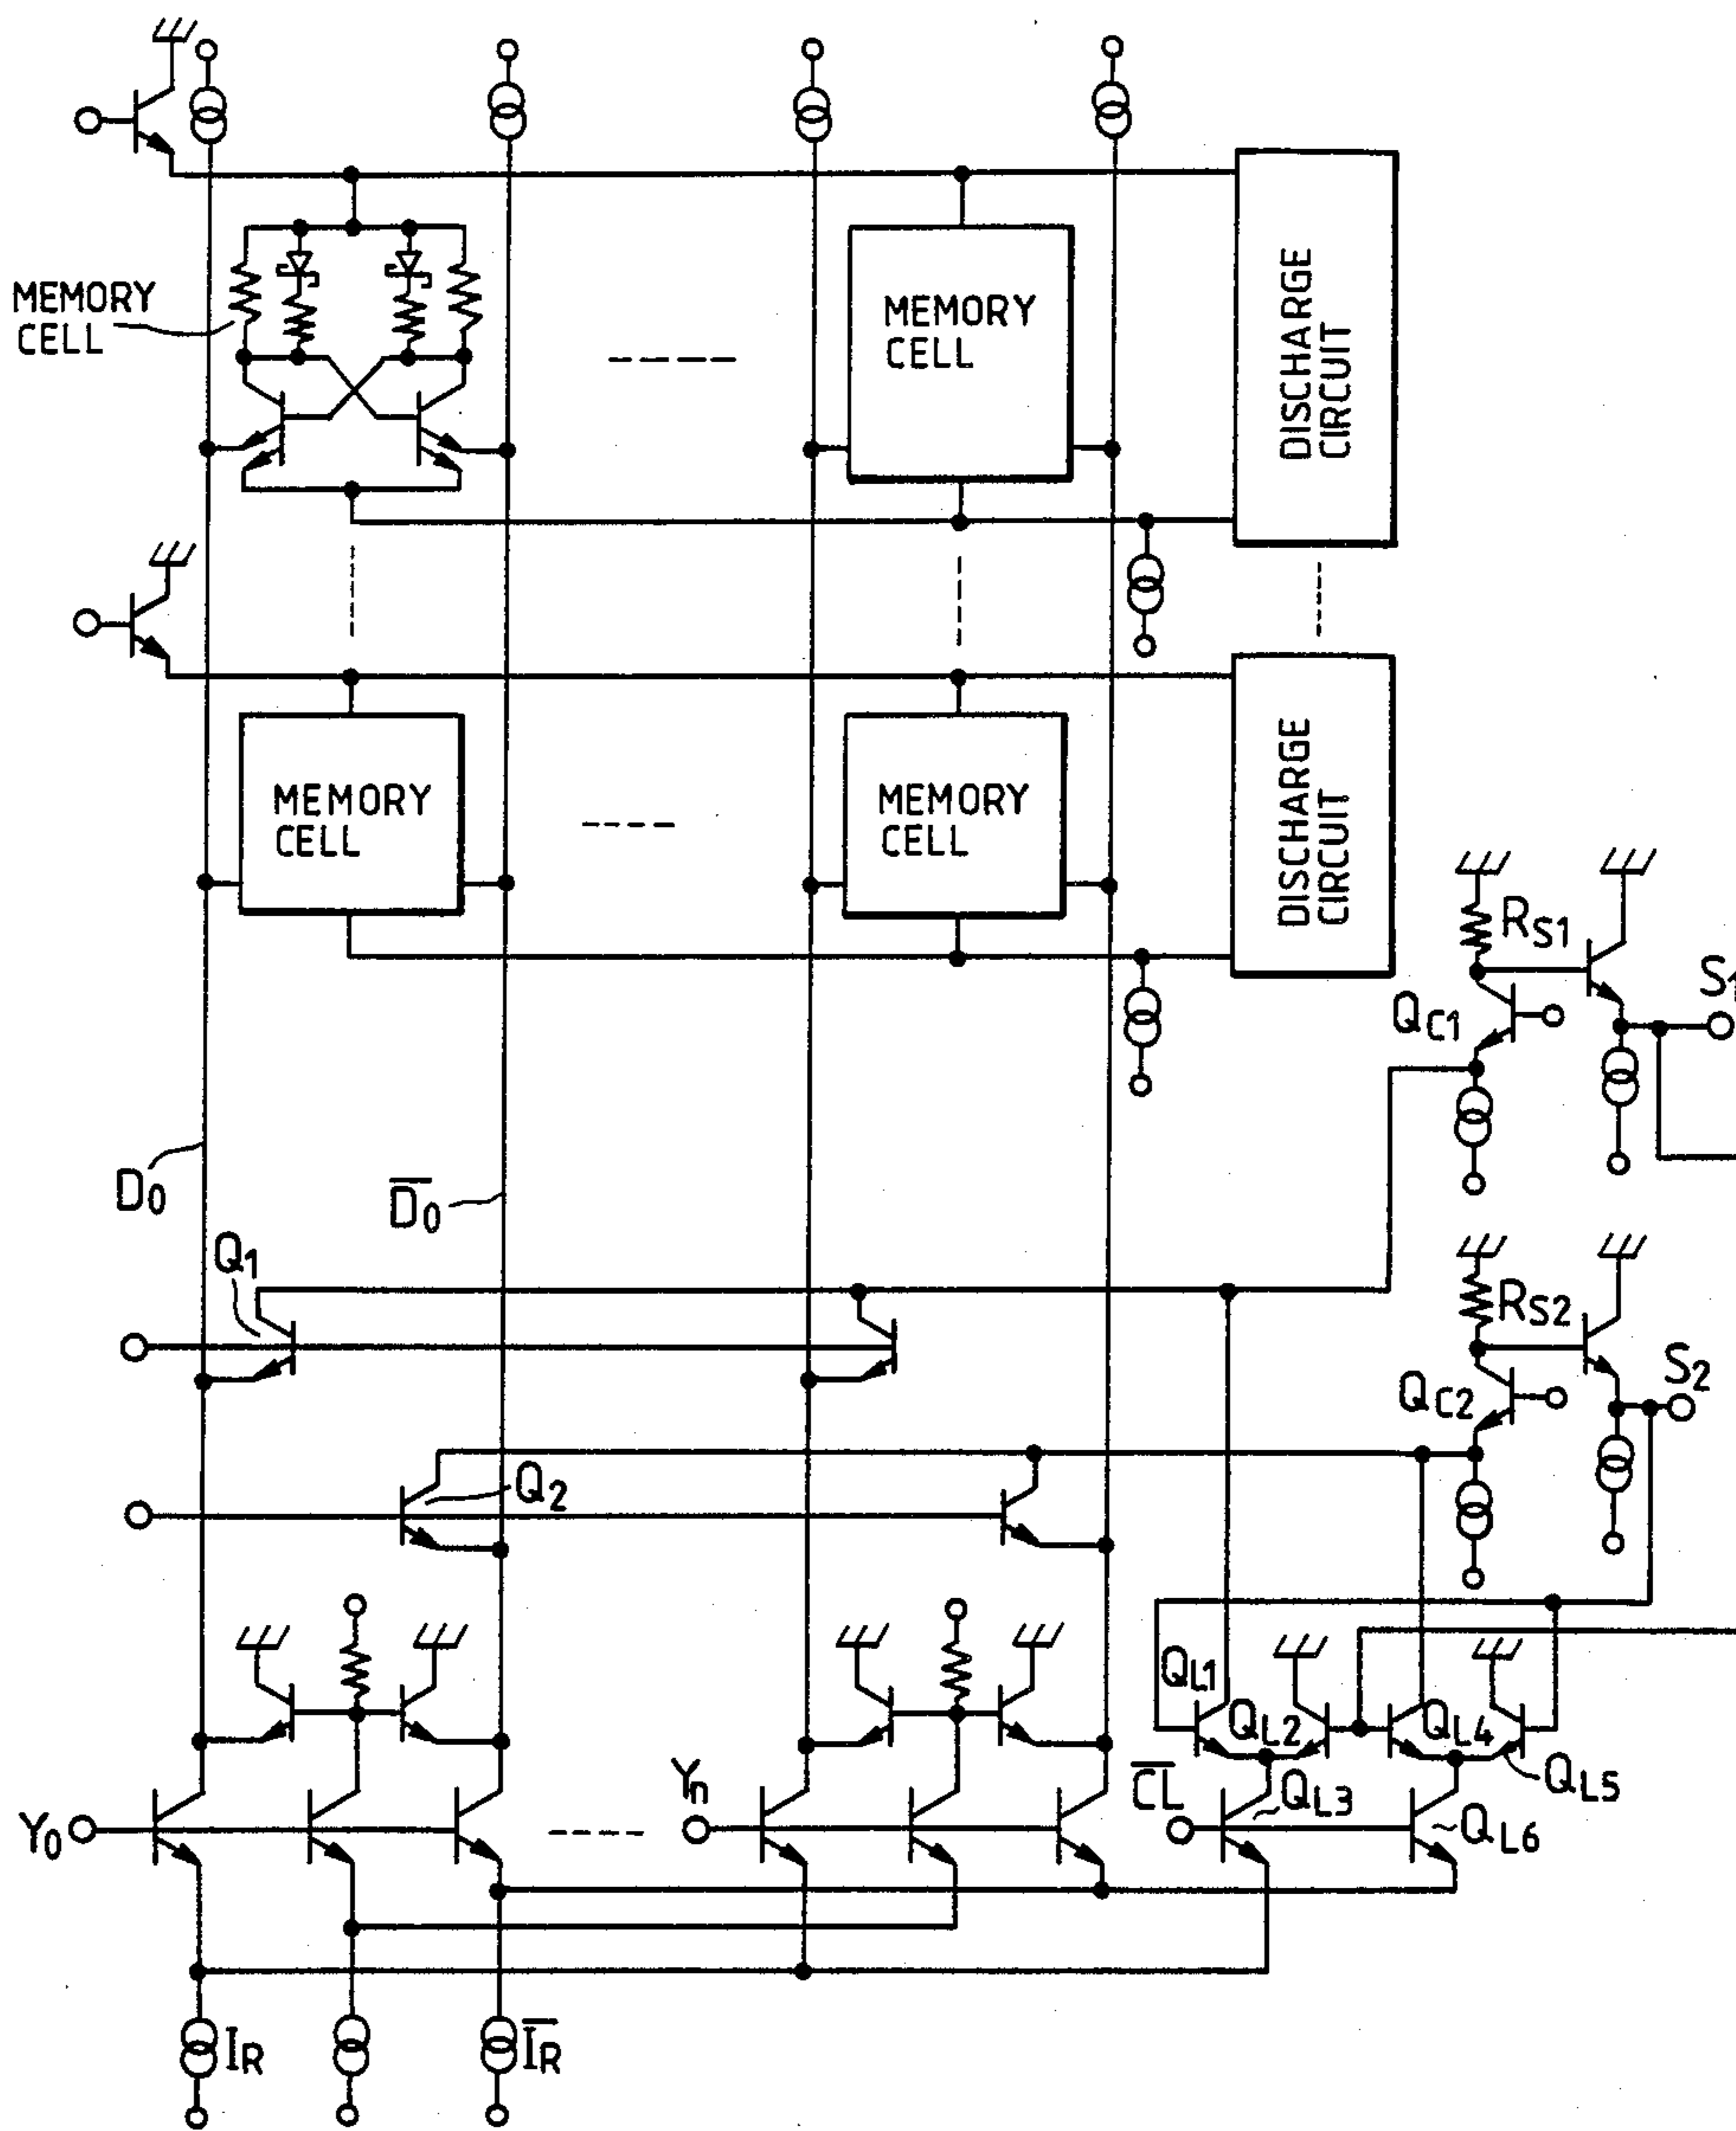 MEMORY
CELL
MEMORY
CELL
DISCHARGE
CIRCUIT
MEMORY
CELL
MEMORY
CELL
DISCHARGE
CIRCUIT
RS1
S1
QC1
D0
D̅0
Q1
RS2
S2
QC2
Q2
QL1
QL2
QL4
QL5
Yn
C̅L̅
QL3
Y0
QL6
IR
I̅R̅